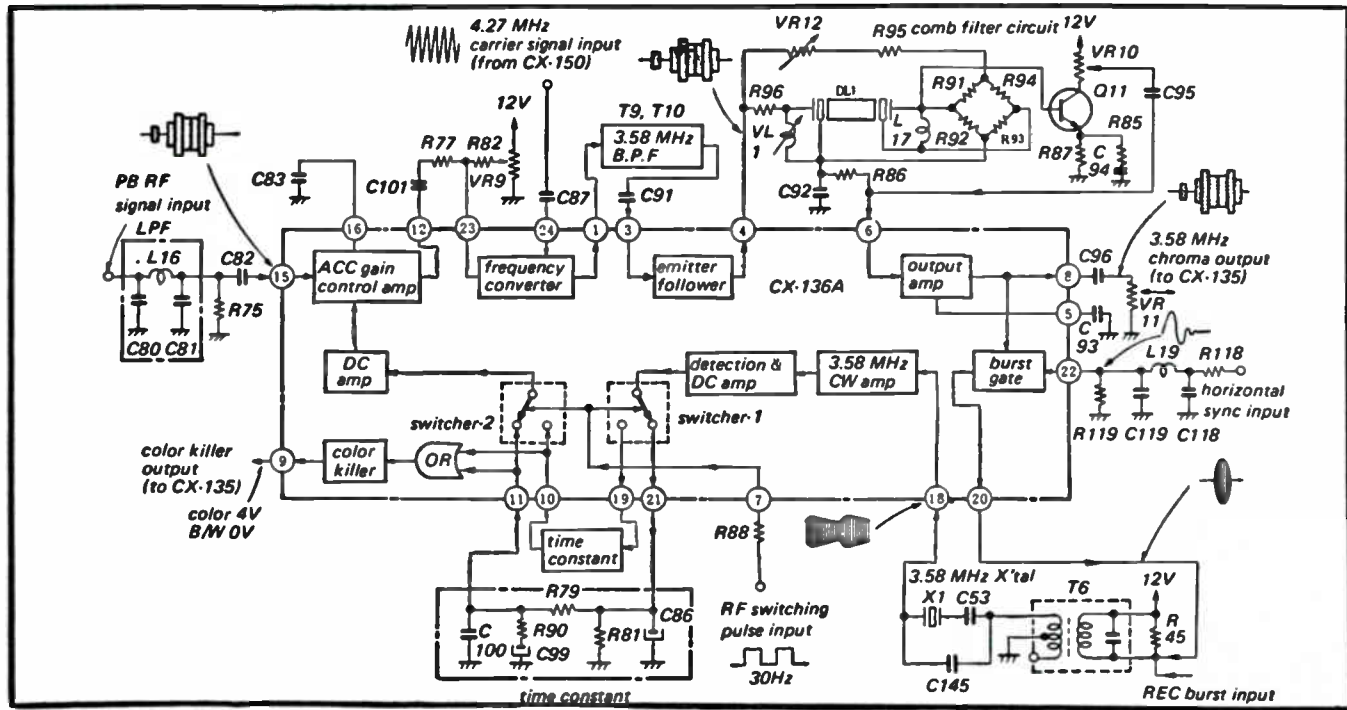 4.27 MHz
carrier signal input
(from CX-150)
VR12
R95
comb filter circuit
12V
VR10
R91
R94
Q11
C95
R96
DL1
L
17
R92
R93
VL
1
R85
R87
C
94
12V
T9, T10
3.58 MHz
B.P.F
R77
R82
VR9
C83
C101
C87
C91
C92
R86
PB RF
signal input
LPF
L16
C82
C80
C81
R75
15
16
12
23
24
1
3
4
6
ACC gain
control amp
frequency
converter
emitter
follower
CX-136A
output
amp
8
C96
3.58 MHz
chroma output
(to CX-135)
VR
11
5
C
93
DC
amp
detection &
DC amp
3.58 MHz
CW amp
burst
gate
22
L19
R118
horizontal
sync input
R119
C119
C118
switcher-2
switcher-1
color killer
output
(to CX-135)
9
color
killer
OR
color 4V
B/W 0V
11
10
19
21
7
18
20
R88
time
constant
R79
C
100
R90
C99
R81
C86
time constant
RF switching
pulse input
30Hz
3.58 MHz X'tal
X1
C53
T6
12V
R
45
C145
REC burst input